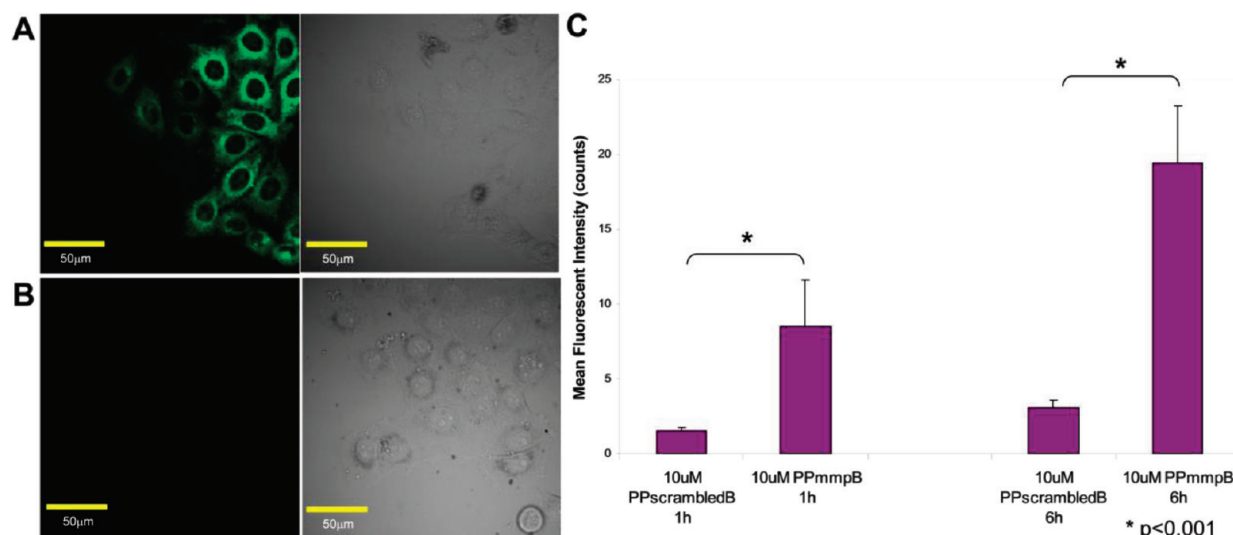 A
50μm
50μm
B
50μm
50μm
C
Mean Fluorescent Intensity (counts)
25
20
15
10
5
0
*
*
10uM
PPscrambledB
1h
10uM PPmmpB
1h
10uM
PPscrambledB
6h
10uM PPmmpB
6h
* p<0.001